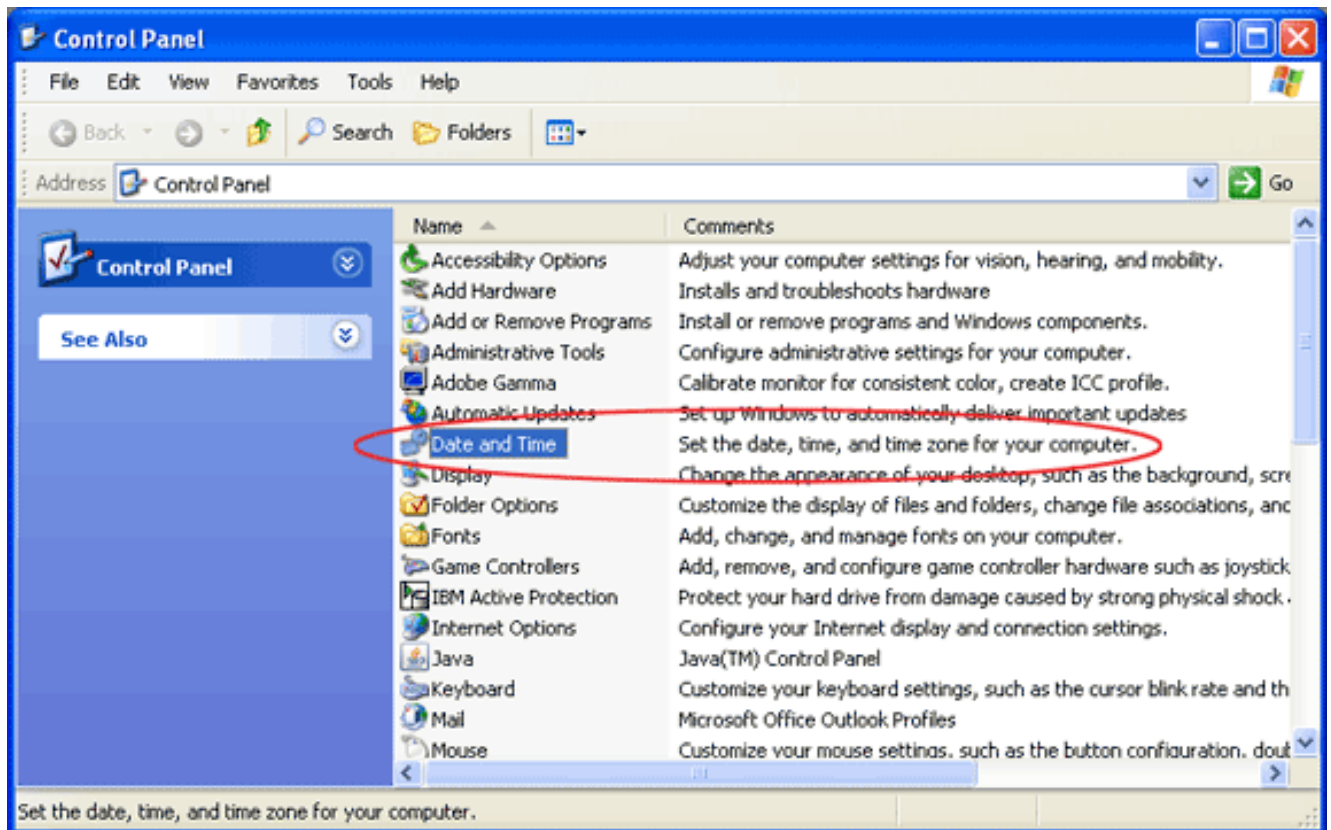 Control Panel
File Edit View Favorites Tools Help
Back Search Folders
Address Control Panel Go
Control Panel
See Also
Name Comments
Accessibility Options Adjust your computer settings for vision, hearing, and mobility.
Add Hardware Installs and troubleshoots hardware
Add or Remove Programs Install or remove programs and Windows components.
Administrative Tools Configure administrative settings for your computer.
Adobe Gamma Calibrate monitor for consistent color, create ICC profile.
Automatic Updates Set up Windows to automatically deliver important updates
Date and Time Set the date, time, and time zone for your computer.
Display Change the appearance of your desktop, such as the background, scre
Folder Options Customize the display of files and folders, change file associations, and
Fonts Add, change, and manage fonts on your computer.
Game Controllers Add, remove, and configure game controller hardware such as joystick
IBM Active Protection Protect your hard drive from damage caused by strong physical shock
Internet Options Configure your Internet display and connection settings.
Java Java(TM) Control Panel
Keyboard Customize your keyboard settings, such as the cursor blink rate and th
Mail Microsoft Office Outlook Profiles
Mouse Customize your mouse settings, such as the button configuration, doub
Set the date, time, and time zone for your computer.